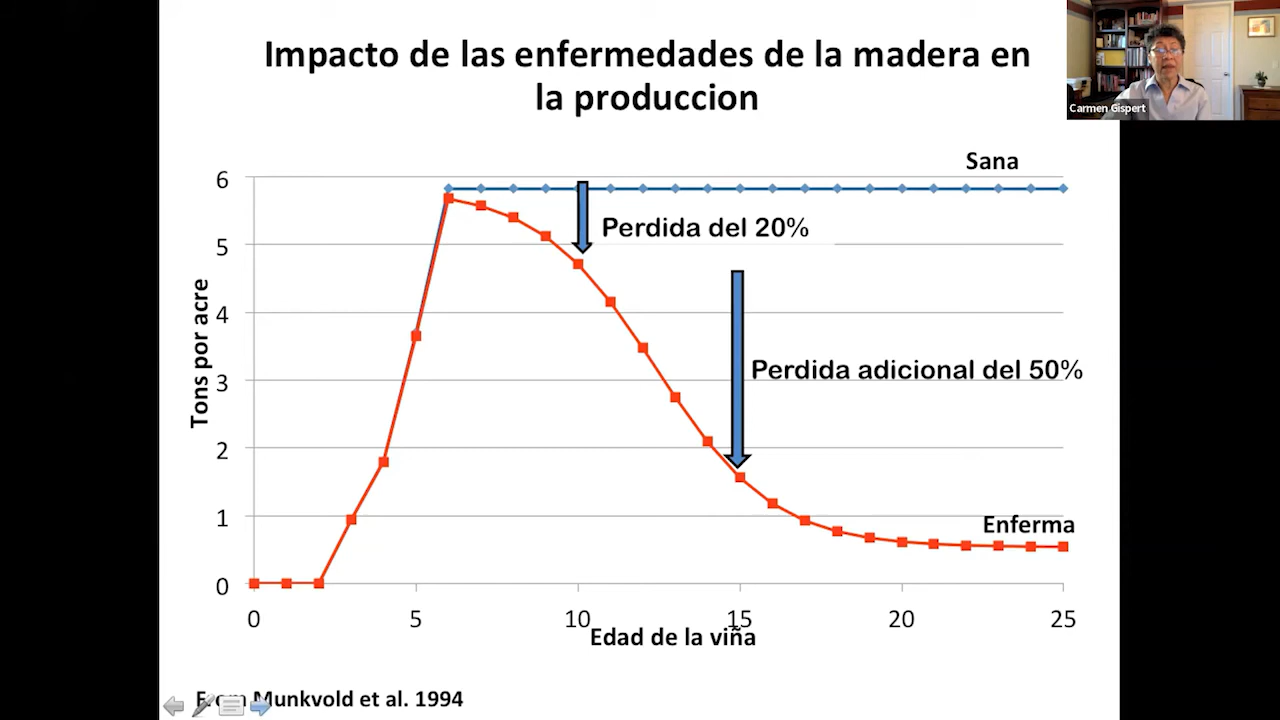 Impacto de las enfermedades de la madera en
la produccion
Carmen Gispert
Sana
Perdida del 20%
Perdida adicional del 50%
Enferma
Tons por acre
6
5
4
3
2
1
0
0 5 10 15 20 25
Edad de la viña
From Munkvold et al. 1994